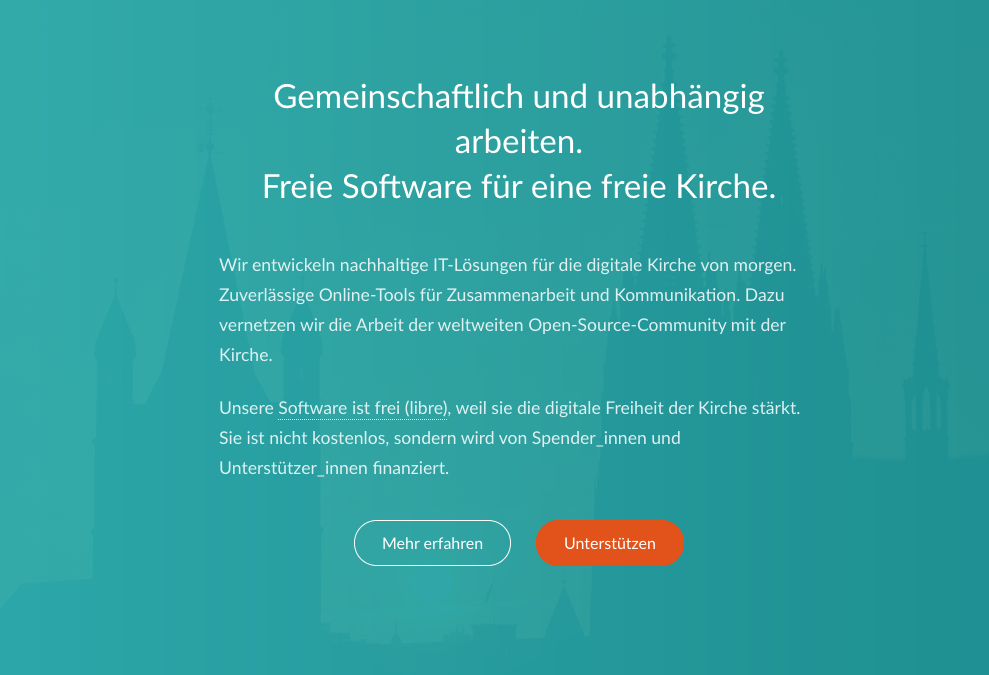 Gemeinschaftlich und unabhängig
arbeiten.
Freie Software für eine freie Kirche.
Wir entwickeln nachhaltige IT-Lösungen für die digitale Kirche von morgen.
Zuverlässige Online-Tools für Zusammenarbeit und Kommunikation. Dazu
vernetzen wir die Arbeit der weltweiten Open-Source-Community mit der
Kirche.
Unsere Software ist frei (libre), weil sie die digitale Freiheit der Kirche stärkt.
Sie ist nicht kostenlos, sondern wird von Spender_innen und
Unterstützer_innen finanziert.
Mehr erfahren
Unterstützen